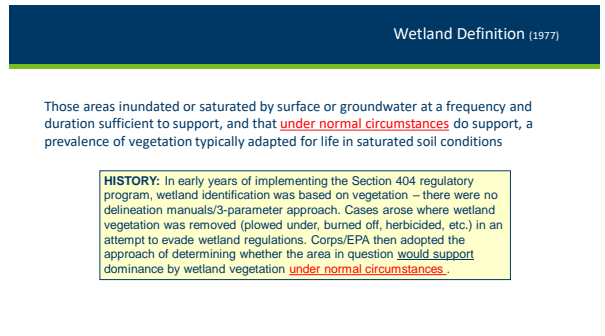 Wetland Definition (1977)
Those areas inundated or saturated by surface or groundwater at a frequency and
duration sufficient to support, and that under normal circumstances do support, a
prevalence of vegetation typically adapted for life in saturated soil conditions
HISTORY: In early years of implementing the Section 404 regulatory
program, wetland identification was based on vegetation – there were no
delineation manuals/3-parameter approach. Cases arose where wetland
vegetation was removed (plowed under, burned off, herbicided, etc.) in an
attempt to evade wetland regulations. Corps/EPA then adopted the
approach of determining whether the area in question would support
dominance by wetland vegetation under normal circumstances .